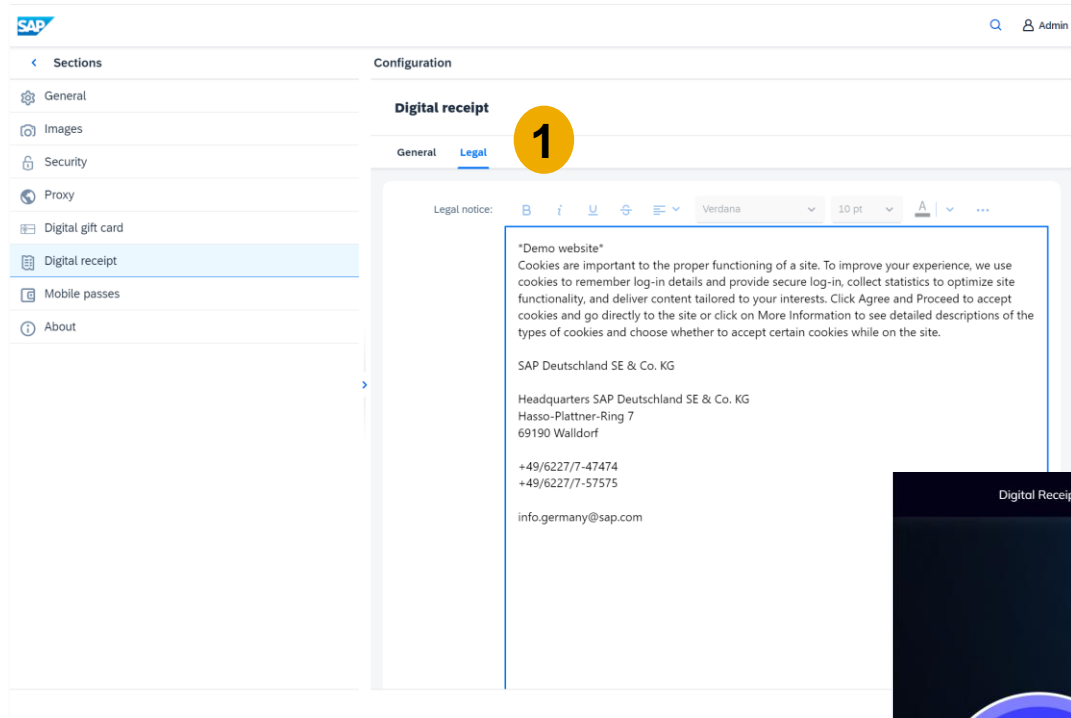 SAP
Admin
Sections
Configuration
General
Digital receipt
Images
1
General Legal
Security
Proxy
Legal notice:
B i U S Verdana 10 pt A ...
Digital gift card
Digital receipt
Mobile passes
About
*Demo website*
Cookies are important to the proper functioning of a site. To improve your experience, we use
cookies to remember log-in details and provide secure log-in, collect statistics to optimize site
functionality, and deliver content tailored to your interests. Click Agree and Proceed to accept
cookies and go directly to the site or click on More Information to see detailed descriptions of the
types of cookies and choose whether to accept certain cookies while on the site.
SAP Deutschland SE & Co. KG
Headquarters SAP Deutschland SE & Co. KG
Hasso-Plattner-Ring 7
69190 Walldorf
+49/6227/7-47474
+49/6227/7-57575
info.germany@sap.com
Digital